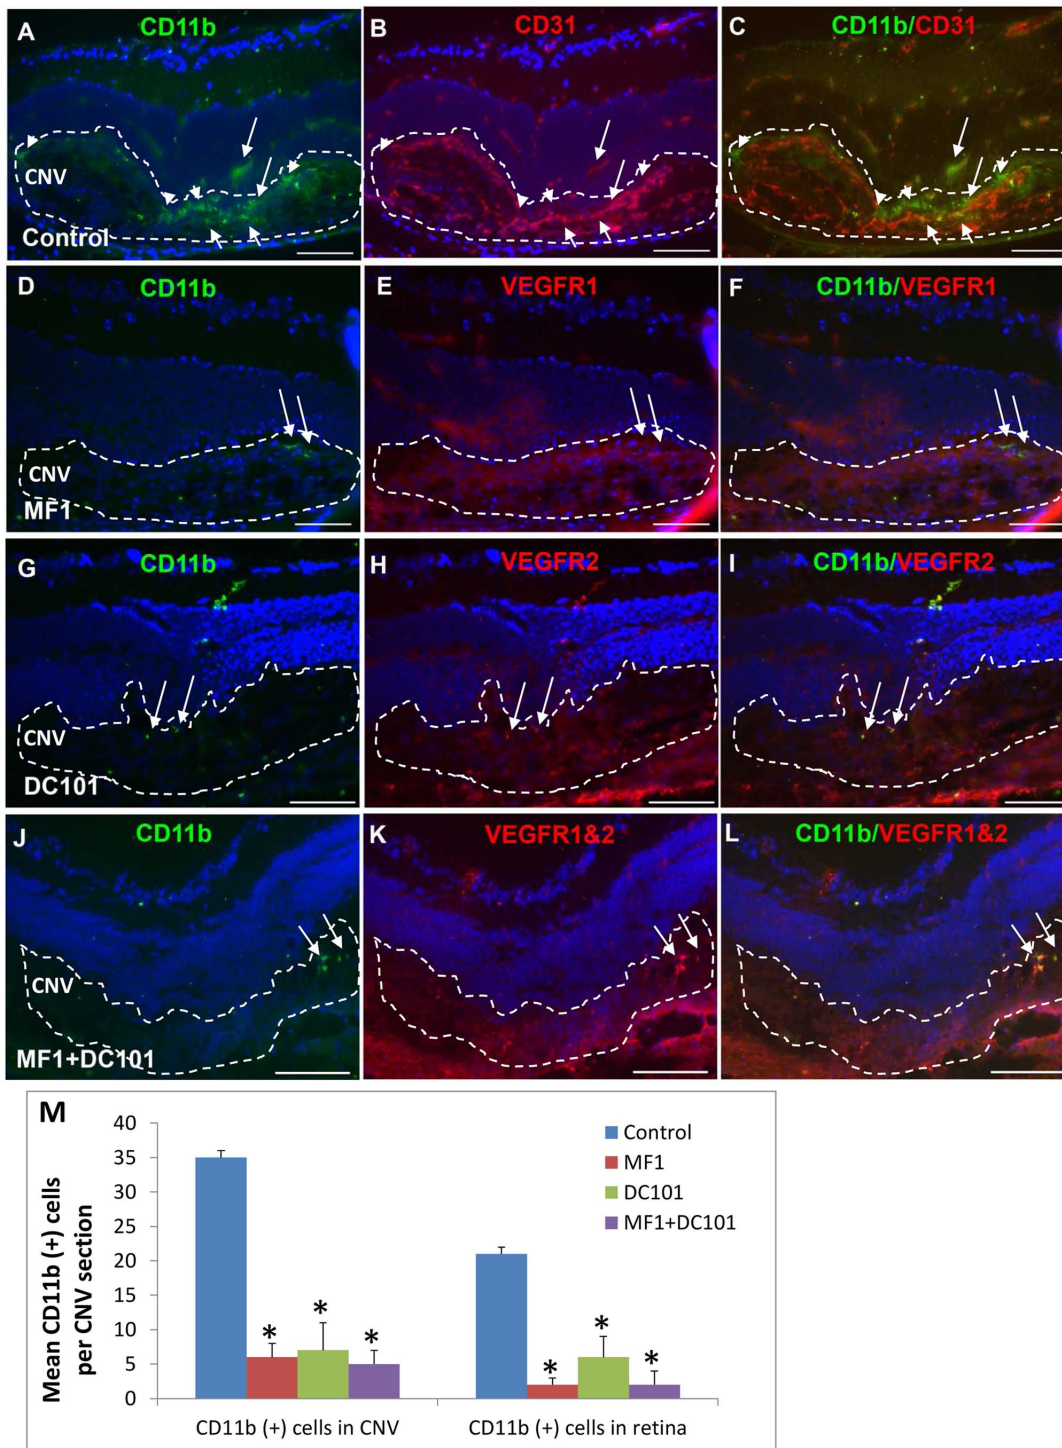 A CD11b
B CD31
C CD11b/CD31
CNV
Control
D CD11b
E VEGFR1
F CD11b/VEGFR1
CNV
MF1
G CD11b
H VEGFR2
I CD11b/VEGFR2
CNV
DC101
J CD11b
K VEGFR1&2
L CD11b/VEGFR1&2
CNV
MF1+DC101
M
Mean CD11b (+) cells
per CNV section
40
35
30
25
20
15
10
5
0
Control
MF1
DC101
MF1+DC101
* * *
* * *
CD11b (+) cells in CNV
CD11b (+) cells in retina